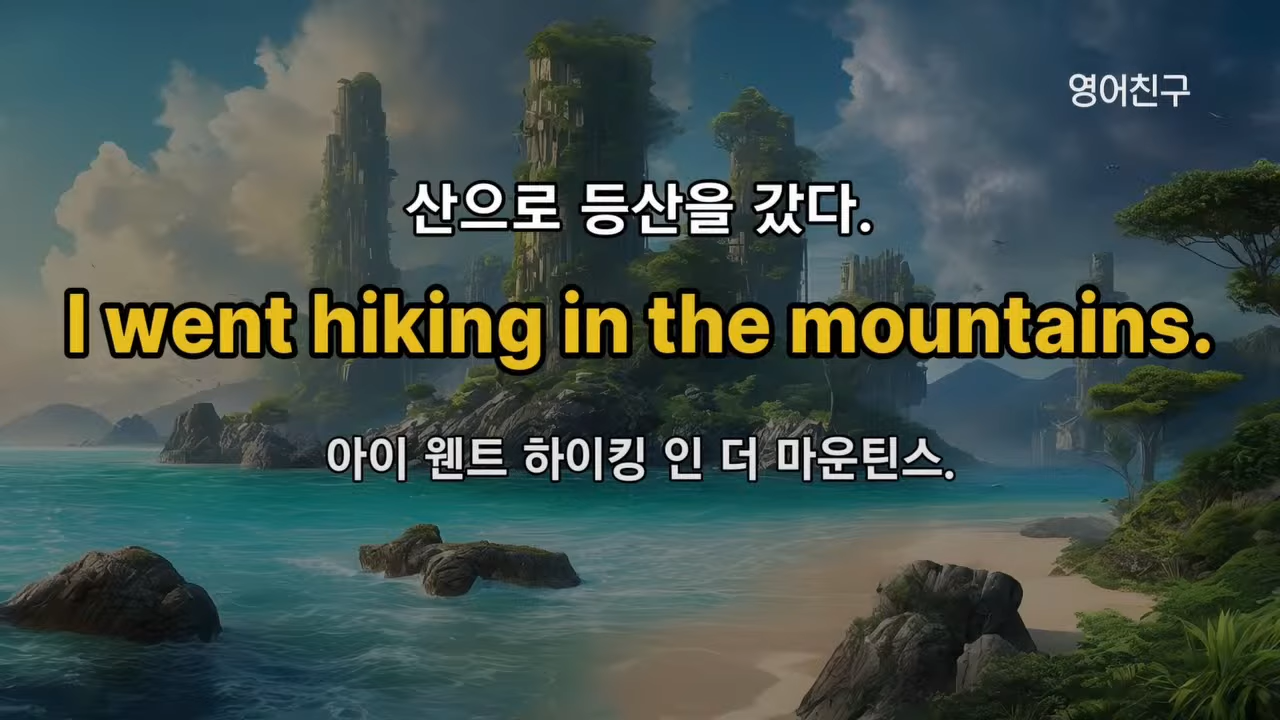 영어친구
산으로 등산을 갔다.
I went hiking in the mountains.
아이 웬트 하이킹 인 더 마운틴스.